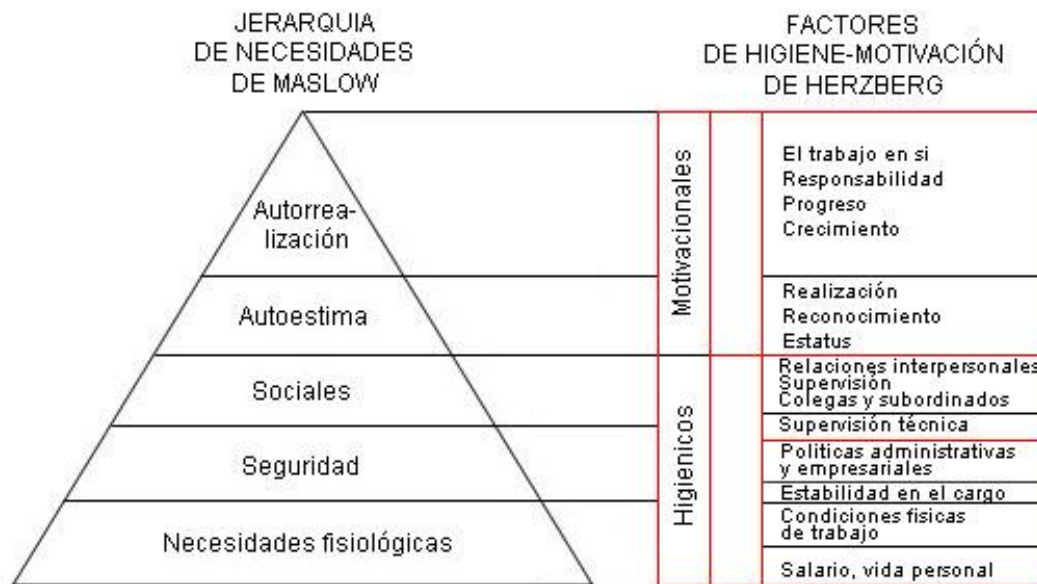 JERARQUIA
DE NECESIDADES
DE MASLOW
Autorrea-
lización
Autoestima
Sociales
Seguridad
Necesidades fisiológicas
FACTORES
DE HIGIENE-MOTIVACIÓN
DE HERZBERG
Motivacionales
Higienicos
El trabajo en si
Responsabilidad
Progreso
Crecimiento
Realización
Reconocimiento
Estatus
Relaciones interpersonales
Supervisión
Colegas y subordinados
Supervisión técnica
Politicas administrativas
y empresariales
Estabilidad en el cargo
Condiciones fisicas
de trabajo
Salario, vida personal